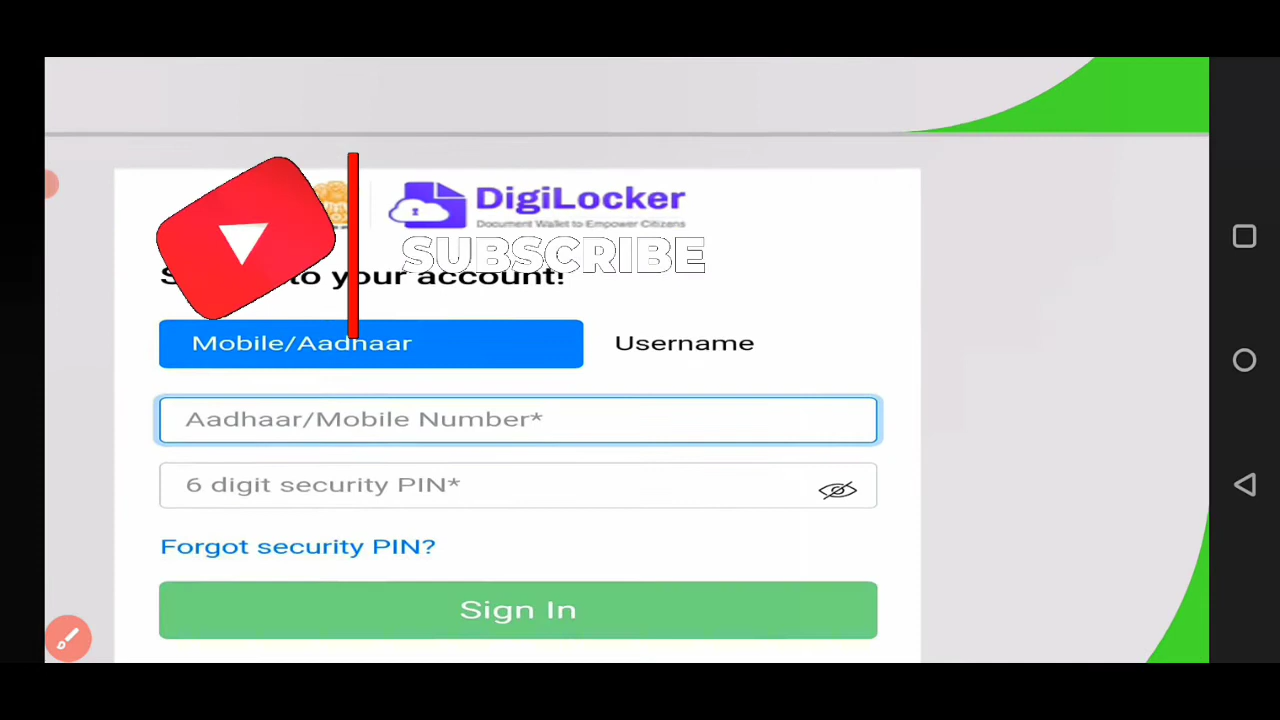 DigiLocker
Document Wallet to Empower Citizens
SUBSCRIBE
to your account!
Mobile/Aadhaar
Username
Aadhaar/Mobile Number*
6 digit security PIN*
Forgot security PIN?
Sign In